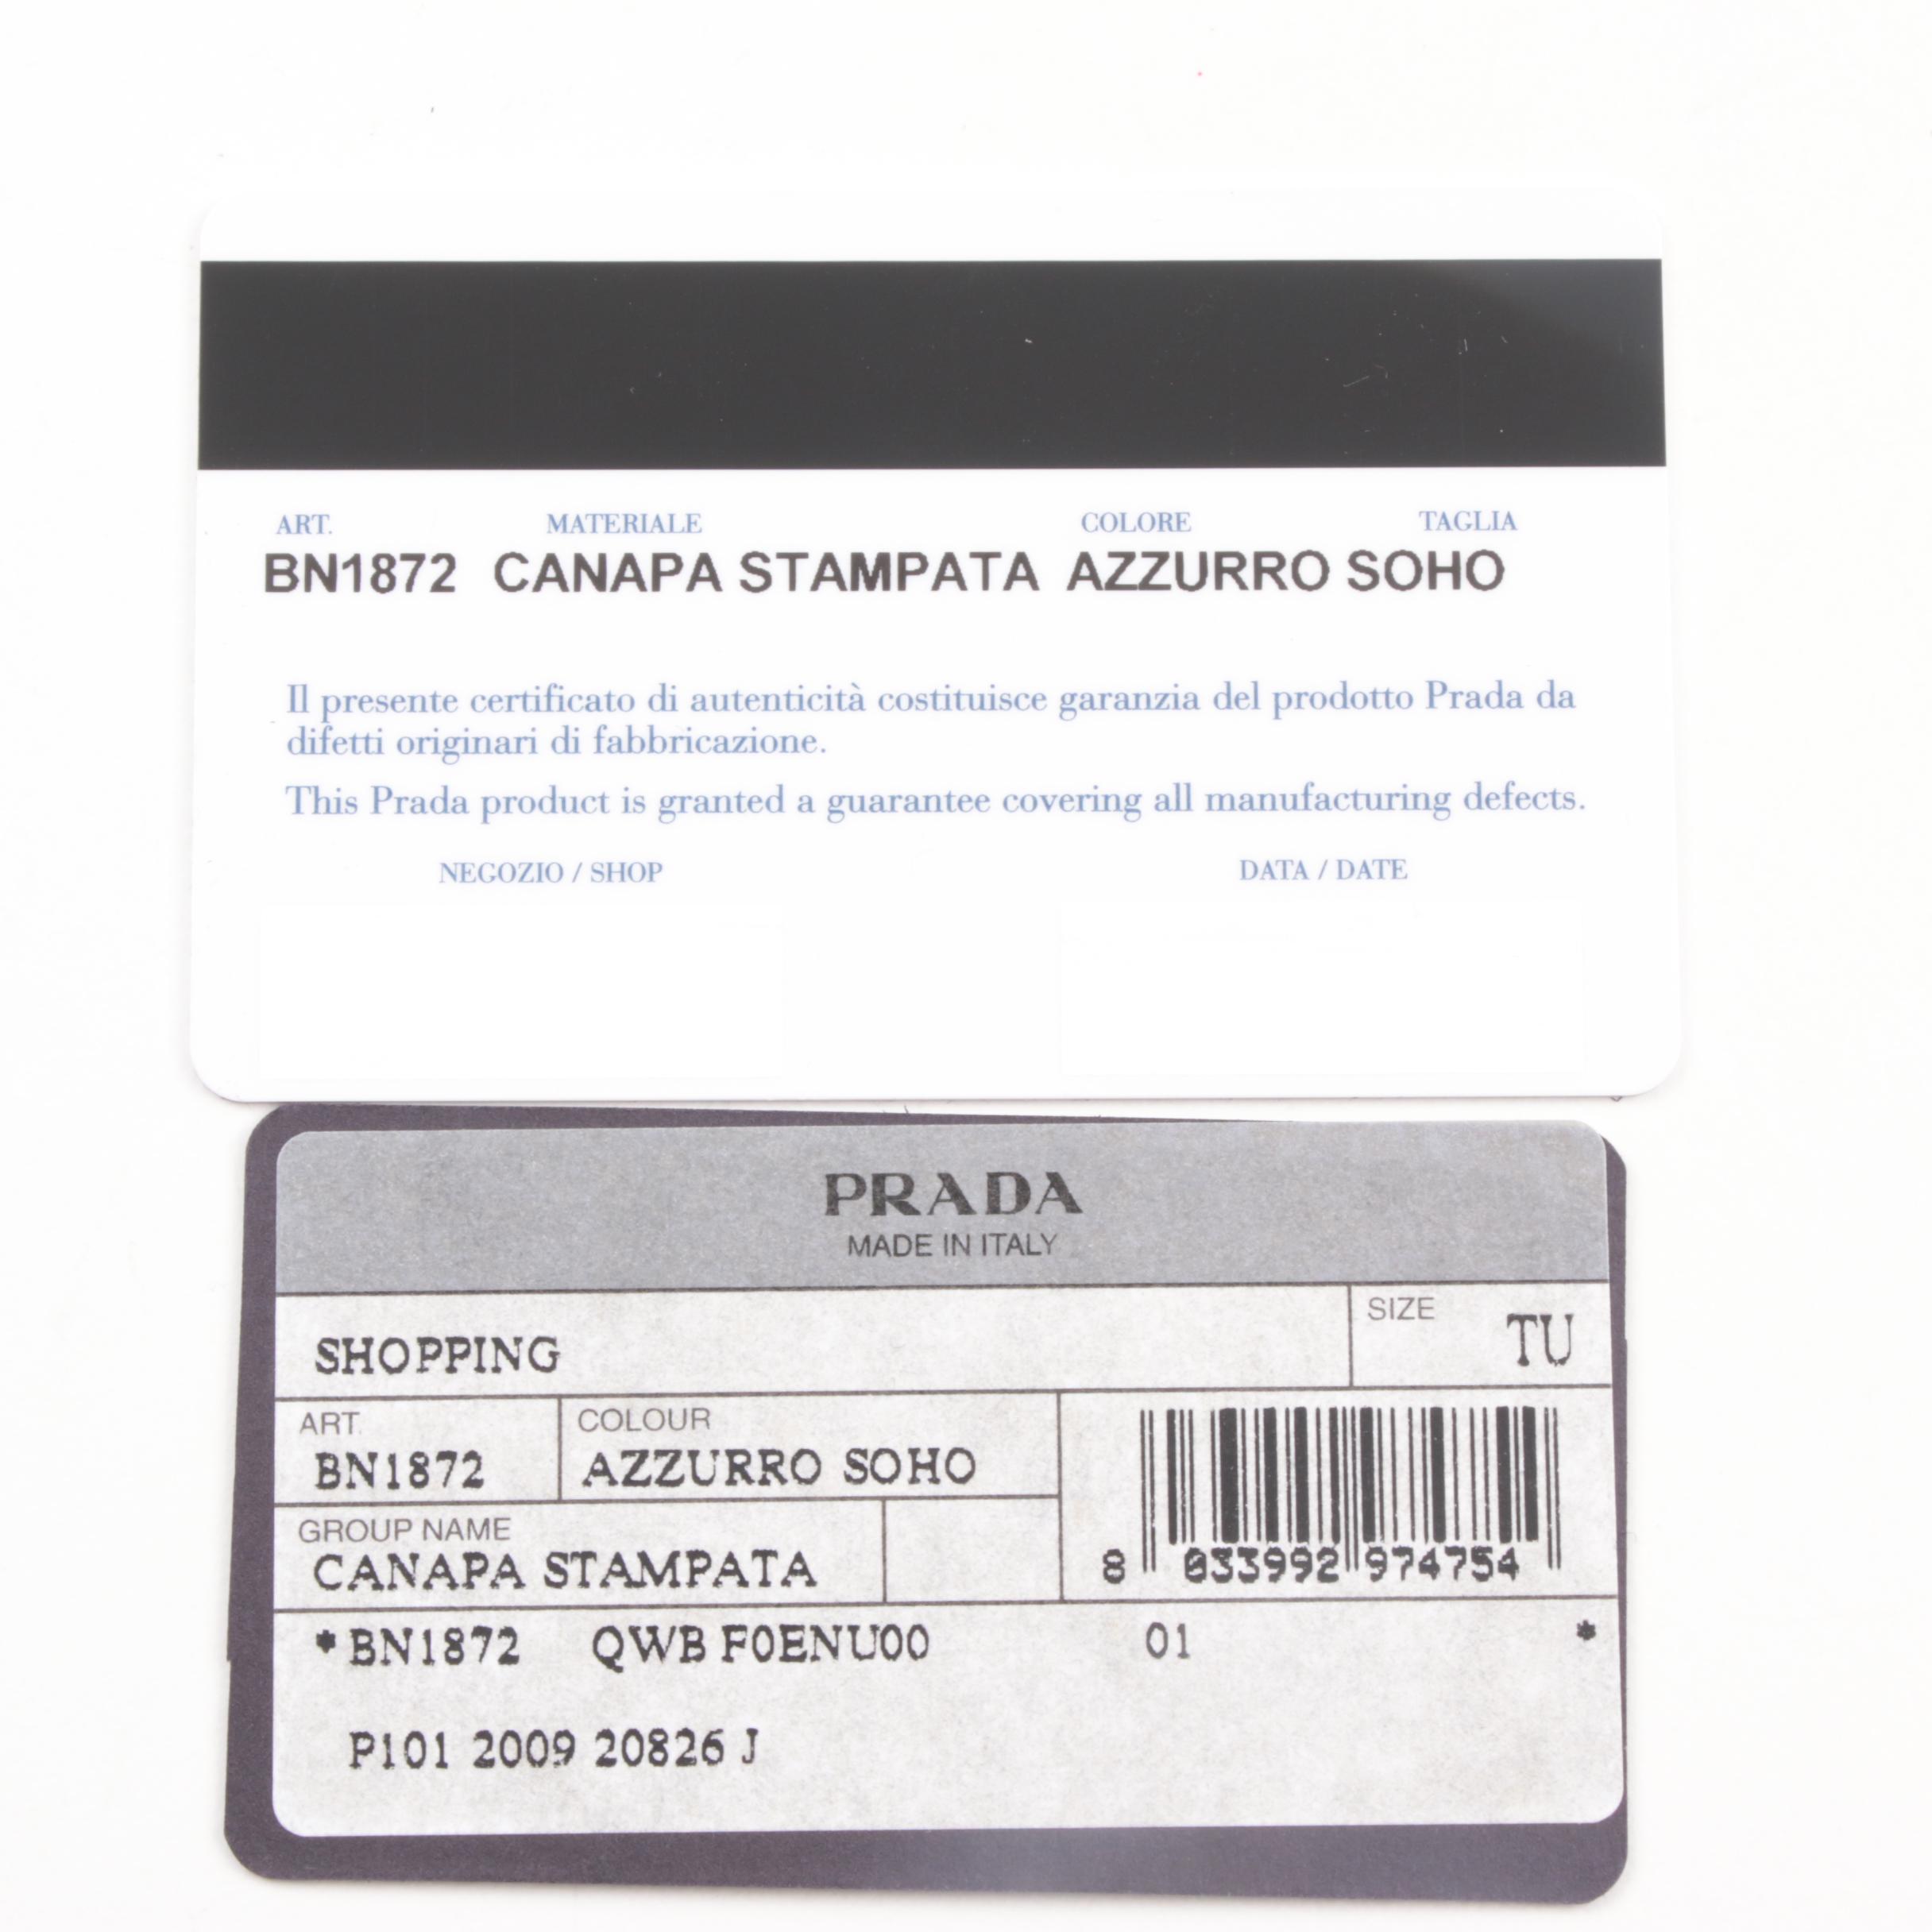 ART. MATERIALE COLORE TAGLIA
BN1872 CANAPA STAMPATA AZZURRO SOHO
Il presente certificato di autenticità costituisce garanzia del prodotto Prada da
difetti originari di fabbricazione.
This Prada product is granted a guarantee covering all manufacturing defects.
NEGOZIO / SHOP DATA / DATE
PRADA
MADE IN ITALY
SHOPPING SIZE TU
ART. COLOUR
BN1872 AZZURRO SOHO
GROUP NAME
CANAPA STAMPATA
8 033992 974754
*BN1872 QWB F0ENU00 01 *
P101 2009 20826 J